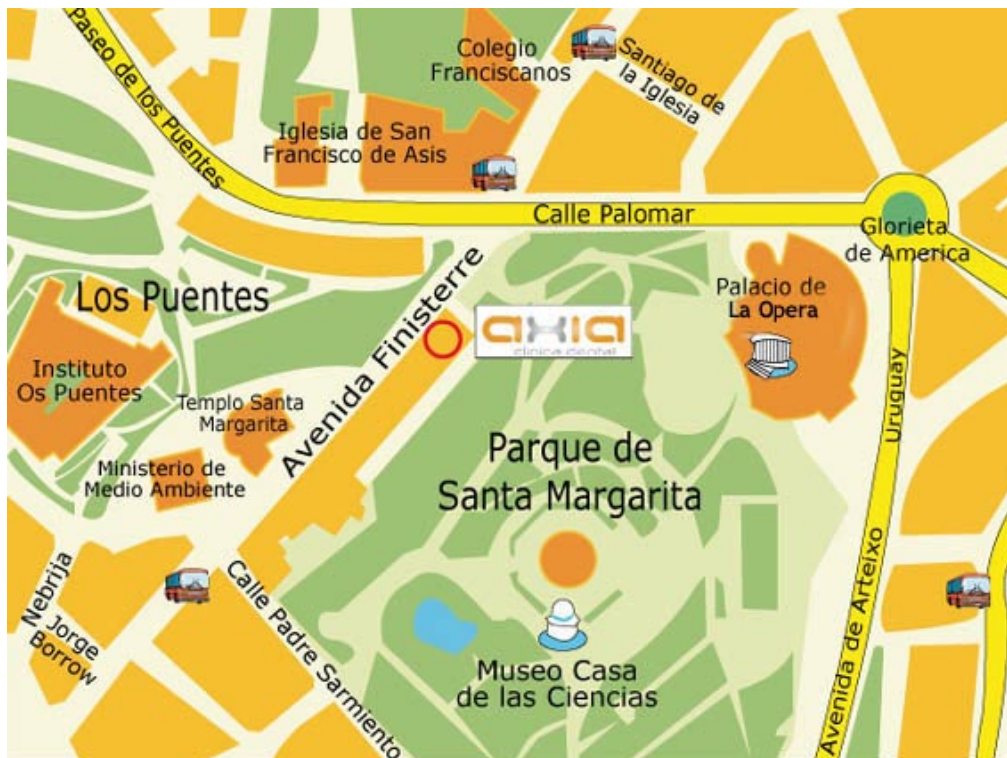 Paseo de los Puentes
Colegio
Franciscanos
Santiago de
la Iglesia
Iglesia de San
Francisco de Asis
Calle Palomar
Glorieta
de America
Los Puentes
Avenida Finisterre
axia
clinica dental
Palacio de
La Opera
Instituto
Os Puentes
Templo Santa
Margarita
Ministerio de
Medio Ambiente
Parque de
Santa Margarita
Uruguay
Avenida de Arteixo
Nebrija
Jorge
Borrow
Calle Padre Sarmiento
Museo Casa
de las Ciencias